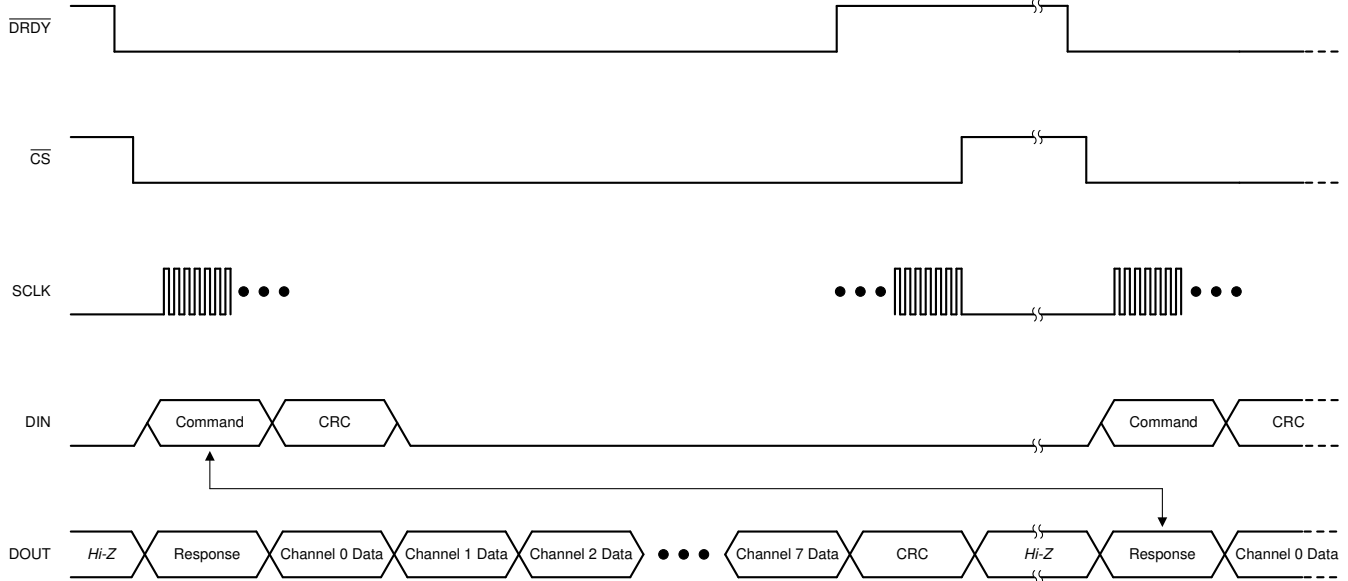 DRDY
CS
SCLK
DIN
Command
CRC
Command
CRC
DOUT
Hi-Z
Response
Channel 0 Data
Channel 1 Data
Channel 2 Data
Channel 7 Data
CRC
Hi-Z
Response
Channel 0 Data